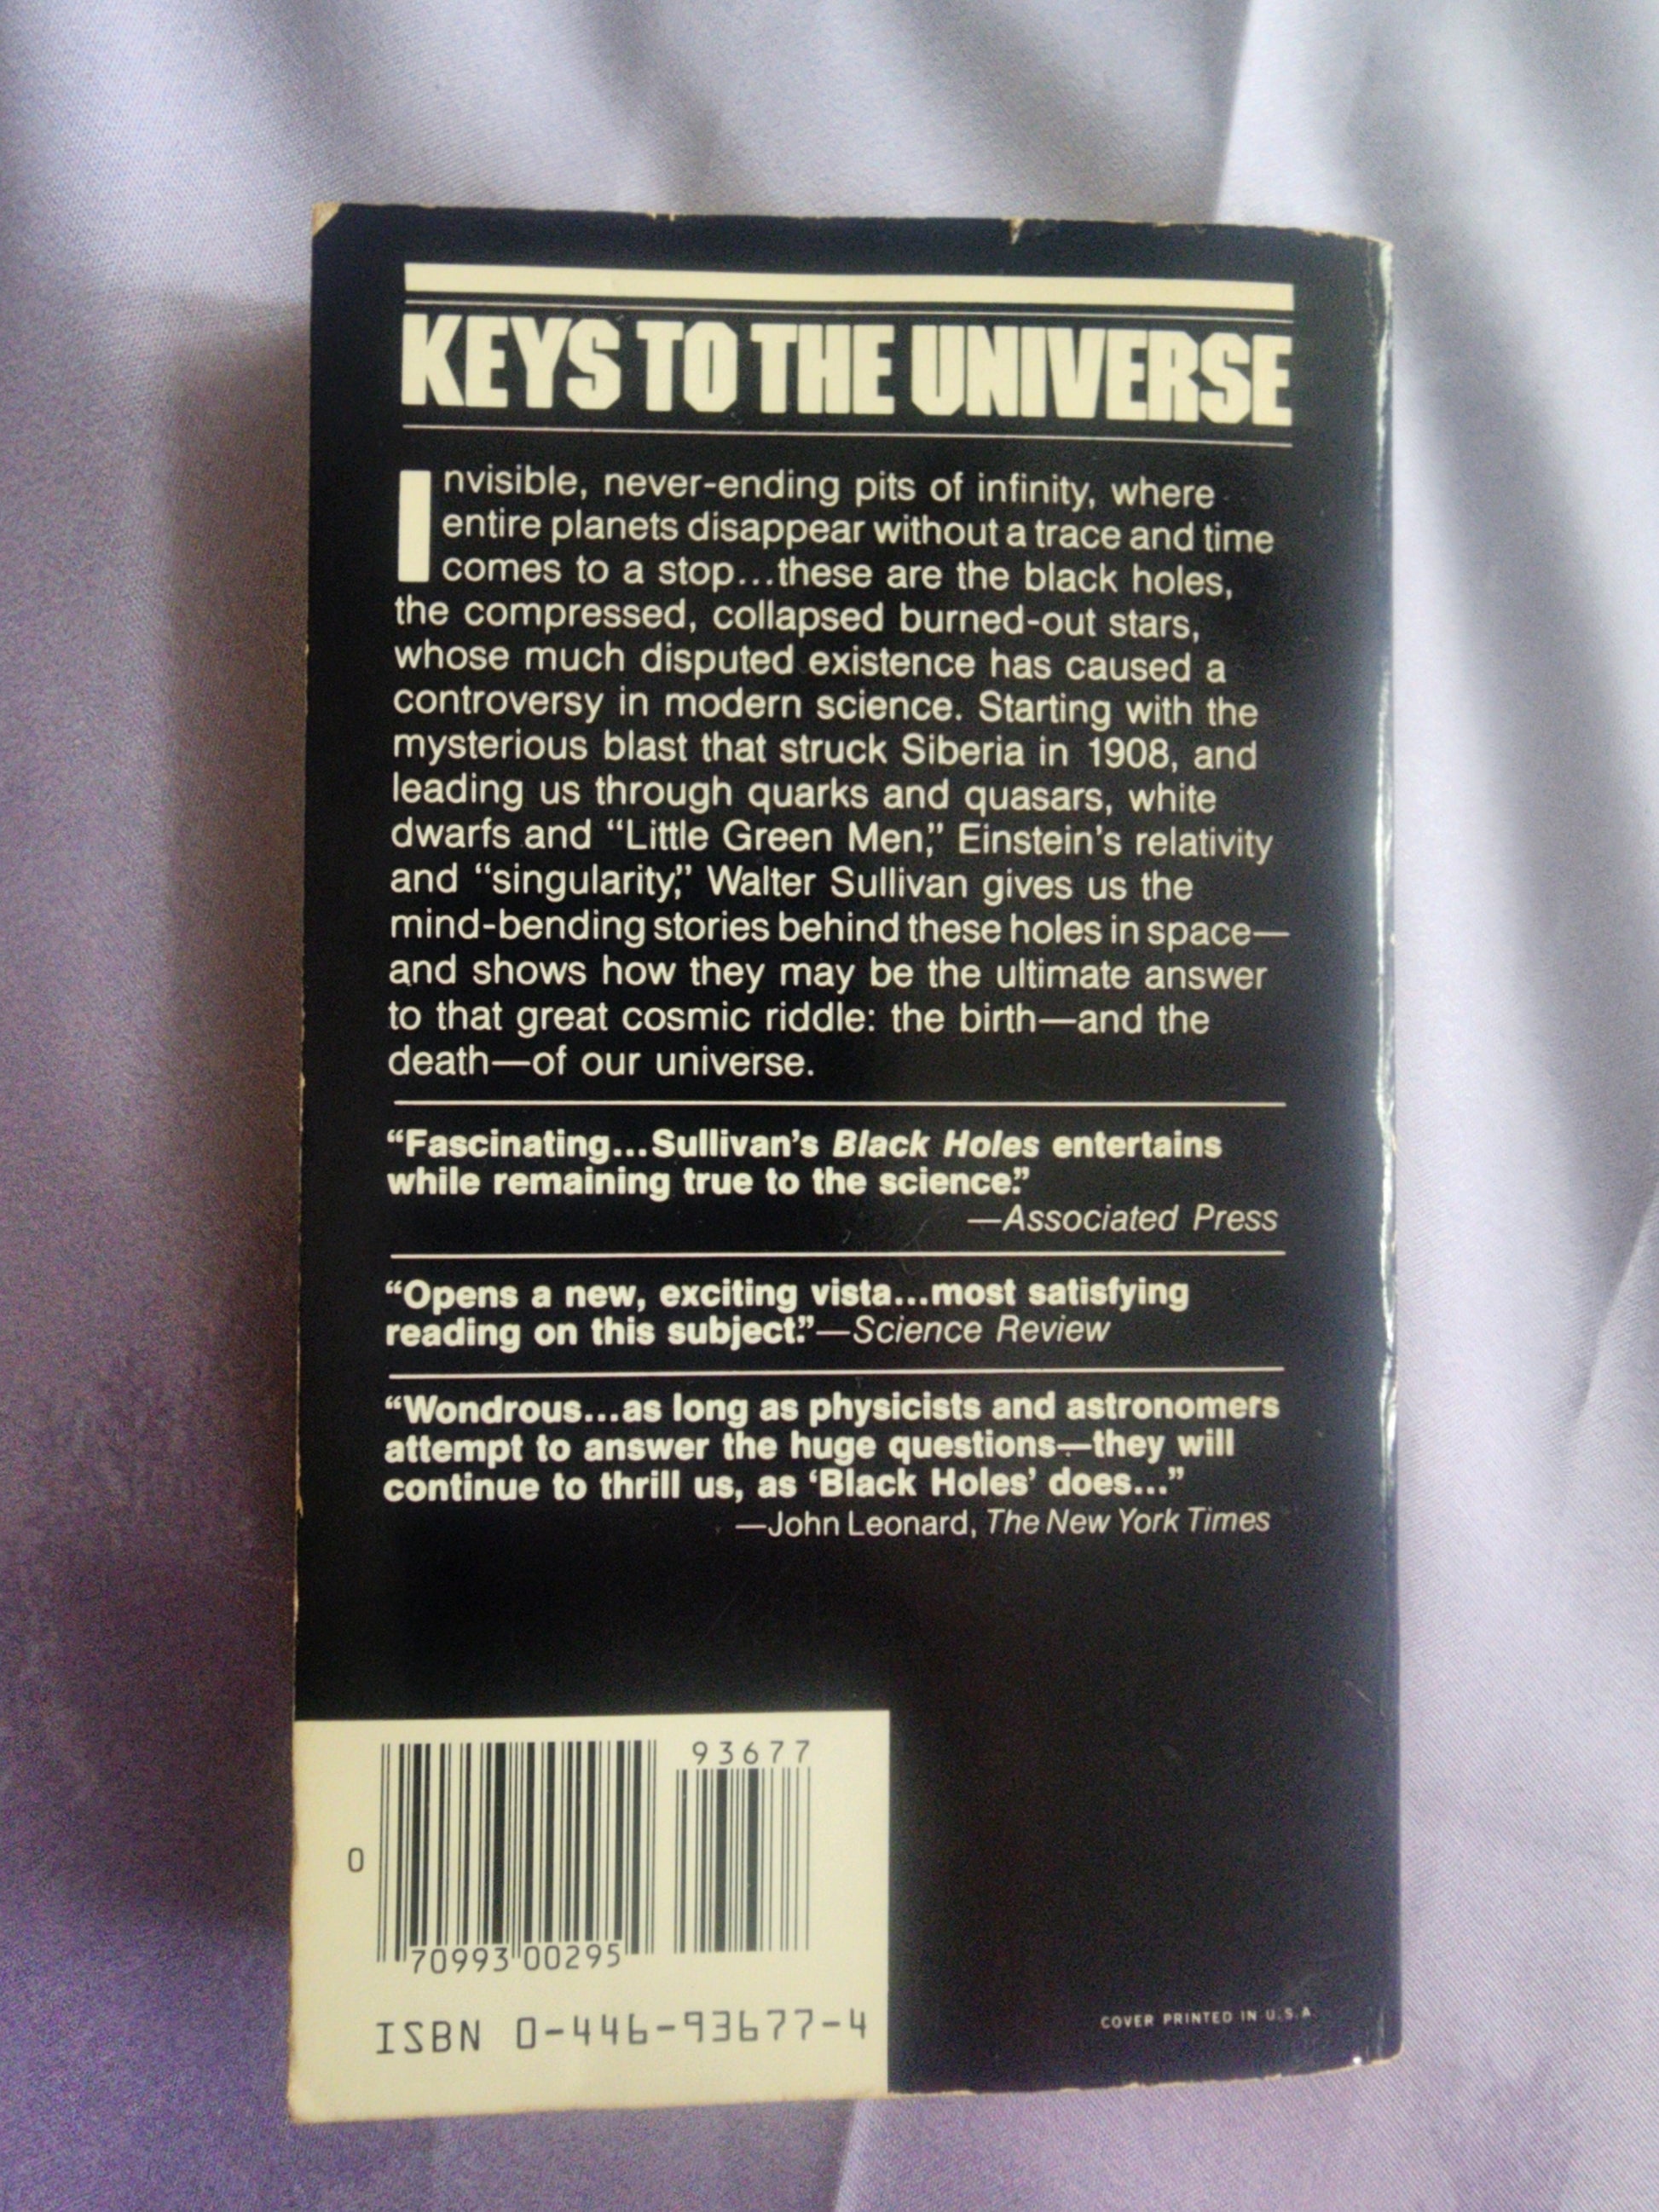 KEYS TO THE UNIVERSE
Invisible, never-ending pits of infinity, where
entire planets disappear without a trace and time
comes to a stop...these are the black holes,
the compressed, collapsed burned-out stars,
whose much disputed existence has caused a
controversy in modern science. Starting with the
mysterious blast that struck Siberia in 1908, and
leading us through quarks and quasars, white
dwarfs and “Little Green Men,” Einstein’s relativity
and “singularity,” Walter Sullivan gives us the
mind-bending stories behind these holes in space—
and shows how they may be the ultimate answer
to that great cosmic riddle: the birth—and the
death—of our universe.
“Fascinating...Sullivan’s Black Holes entertains
while remaining true to the science.”
—Associated Press
“Opens a new, exciting vista...most satisfying
reading on this subject.”—Science Review
“Wondrous...as long as physicists and astronomers
attempt to answer the huge questions—they will
continue to thrill us, as ‘Black Holes’ does...”
—John Leonard, The New York Times
93677
0
70993 00295
ISBN 0-446-93677-4
COVER PRINTED IN U.S.A.